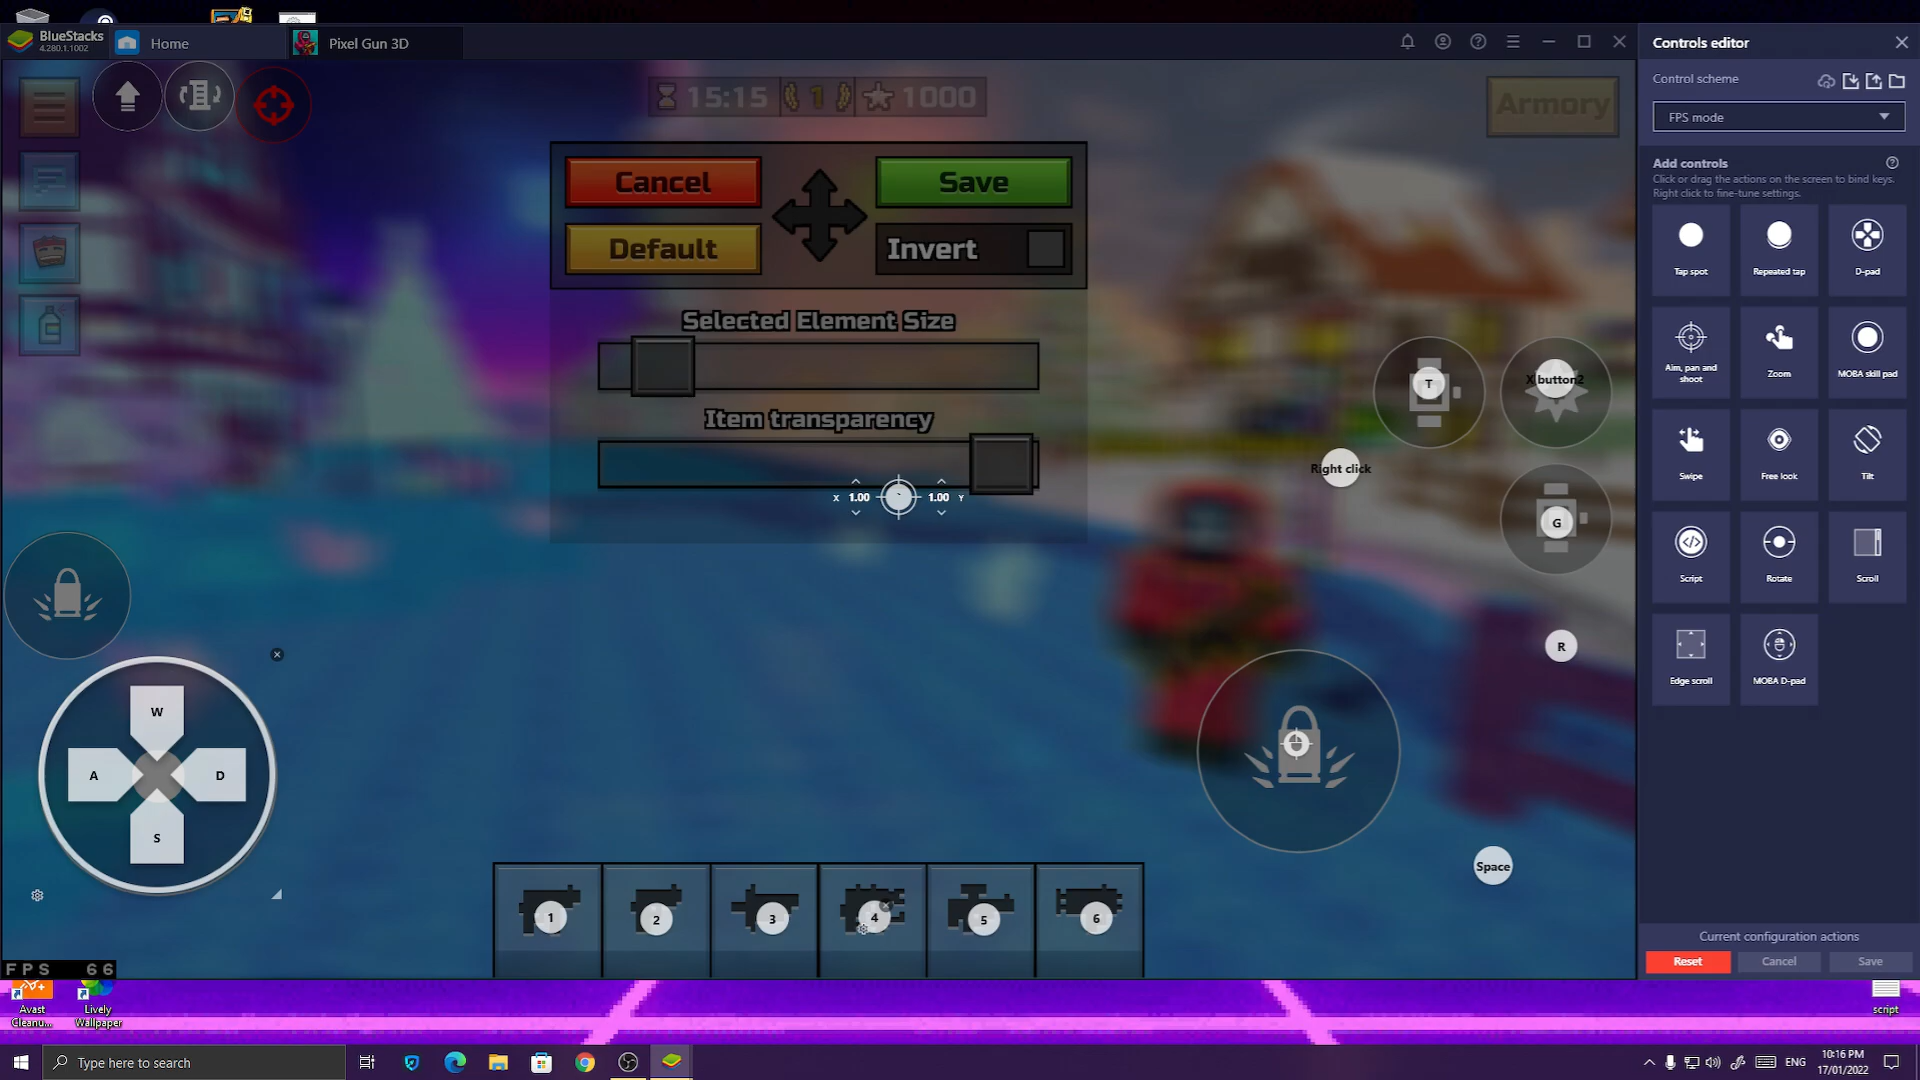 BlueStacks
4.280.1.1002
Home
Pixel Gun 3D
Controls editor
Control scheme
FPS mode
Add controls
Click or drag the actions on the screen to bind keys.
Right click to fine-tune settings.
Tap spot
Repeated tap
D-pad
Aim, pan and shoot
Zoom
MOBA skill pad
Swipe
Free look
Tilt
Script
Rotate
Scroll
Edge scroll
MOBA D-pad
Current configuration actions
Reset
Cancel
Save
15:15
1
1000
Armory
Cancel
Save
Default
Invert
Selected Element Size
Item transparency
X 1.00
1.00 Y
T
X button2
Right click
G
R
Space
W
A
D
S
1
2
3
4
5
6
FPS 66
Avast Cleanu...
Lively Wallpaper
script
Type here to search
ENG
10:16 PM
17/01/2022